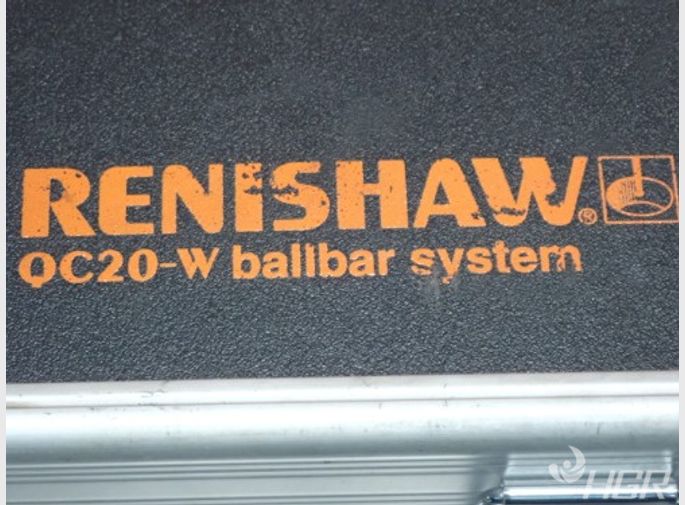 RENISHAW®
QC20-W ballbar system
HGR